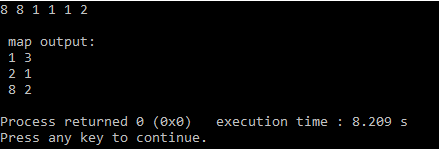 8 8 1 1 1 2
map output:
1 3
2 1
8 2
Process returned 0 (0x0)   execution time : 8.209 s
Press any key to continue.